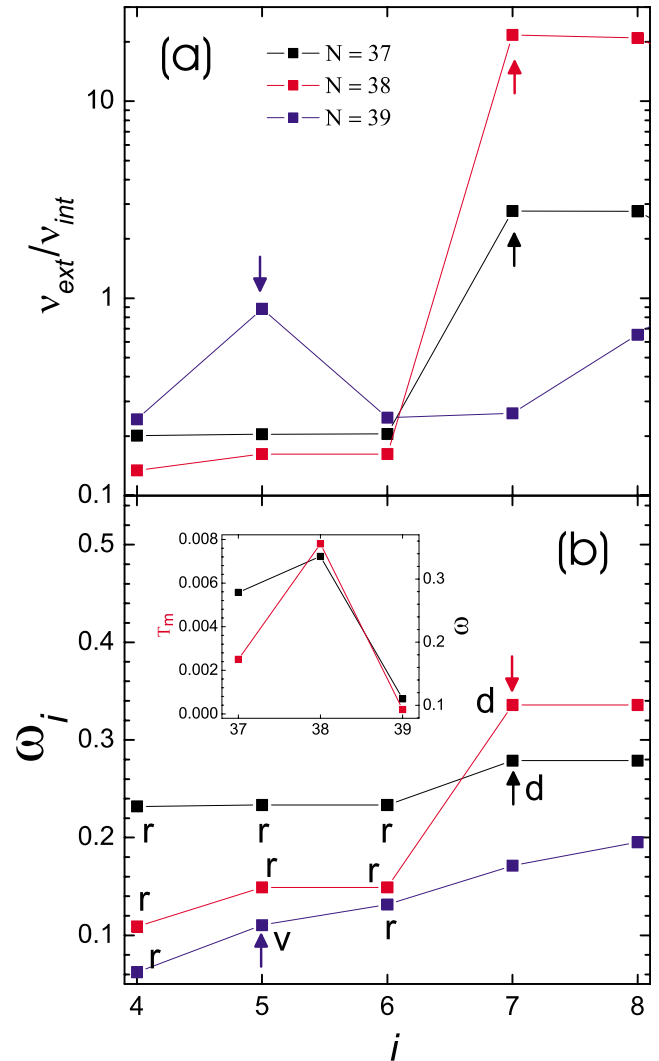 (a)
N = 37
N = 38
N = 39
10
1
0.1
ν_ext/ν_int
(b)
0.5
0.4
0.3
0.2
0.1
ω_i
0.008
0.006
0.004
0.002
0.000
Tm
0.3
0.2
0.1
ω
37 38 39
d
d
r r r
r r r
r v r
4 5 6 7 8
i